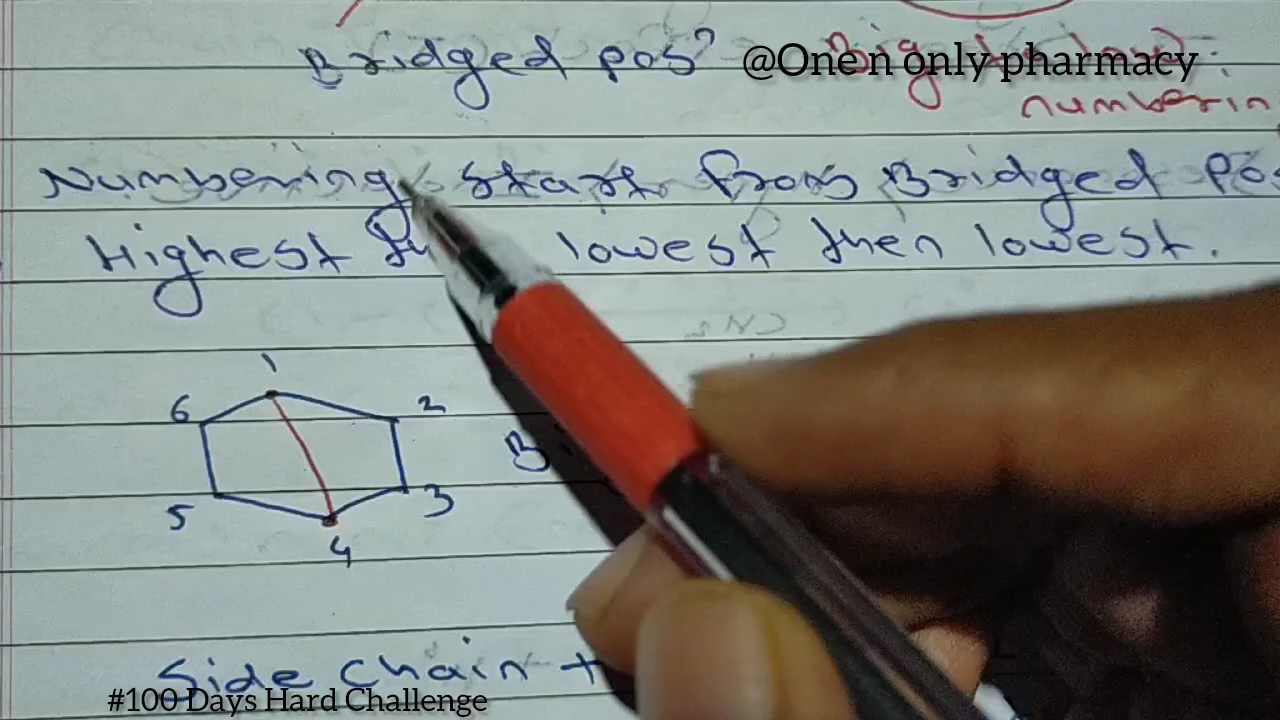 Bridged pos?
@One n only pharmacy
numberin
Numbering start from Bridged Pos
Highest lowest then lowest.
1
6 2
5 3
4
B
Side Chain +
#100 Days Hard Challenge